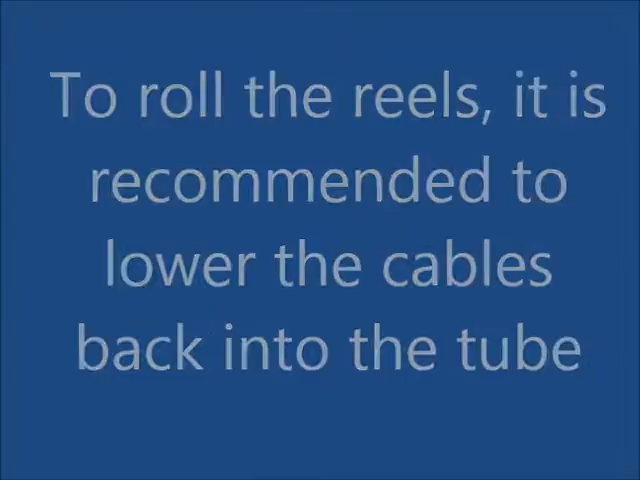 To roll the reels, it is
recommended to
lower the cables
back into the tube